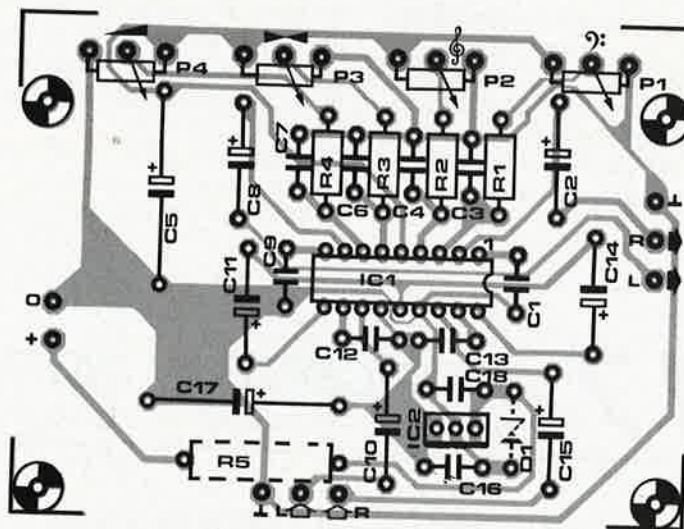 P4
P3
P2
P1
C7
R4
R3
R2
R1
C2
C8
C5
C6
C4
C3
⊥
R
L
C9
IC1
1
C11
C1
C14
0
+
C12
C13
C17
C18
IC2
D1
C10
C15
R5
C16
⊥ L R
+
+
+
+
+
+
+
+